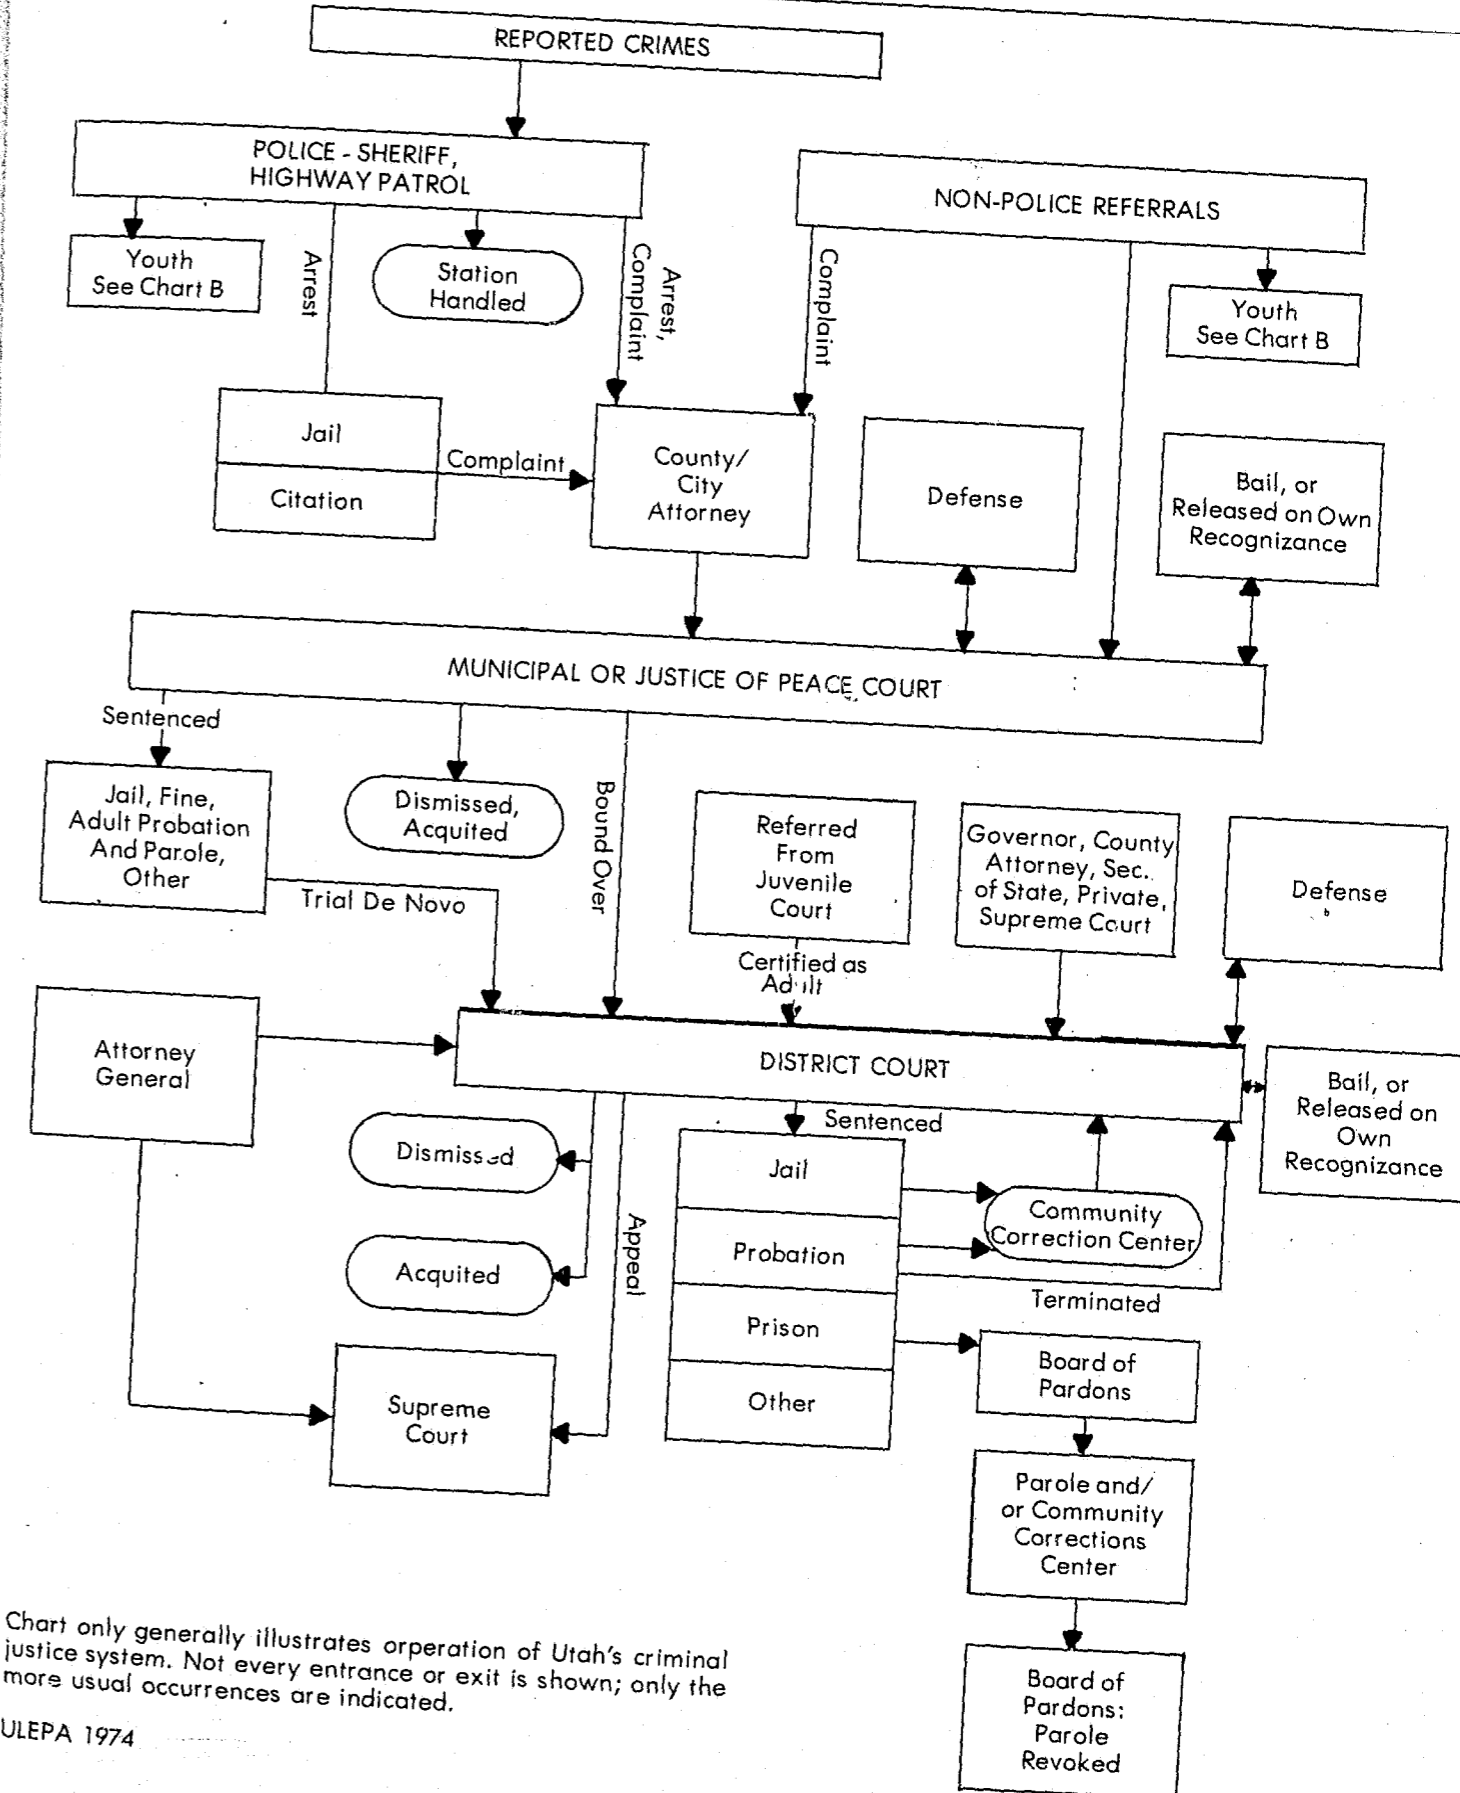 REPORTED CRIMES
POLICE - SHERIFF,
HIGHWAY PATROL
NON-POLICE REFERRALS
Youth
See Chart B
Arrest
Station
Handled
Arrest,
Complaint
Complaint
Youth
See Chart B
Jail
Citation
Complaint
County/
City
Attorney
Defense
Bail, or
Released on Own
Recognizance
MUNICIPAL OR JUSTICE OF PEACE COURT
Sentenced
Jail, Fine,
Adult Probation
And Parole,
Other
Dismissed,
Acquited
Bound Over
Trial De Novo
Referred
From
Juvenile
Court
Certified as
Adult
Governor, County
Attorney, Sec.
of State, Private,
Supreme Court
Defense
Attorney
General
DISTRICT COURT
Bail, or
Released on
Own
Recognizance
Dismissed
Acquited
Appeal
Supreme
Court
Sentenced
Jail
Probation
Prison
Other
Community
Correction Center
Terminated
Board of
Pardons
Parole and/
or Community
Corrections
Center
Board of
Pardons:
Parole
Revoked
Chart only generally illustrates orperation of Utah's criminal
justice system. Not every entrance or exit is shown; only the
more usual occurrences are indicated.
ULEPA 1974